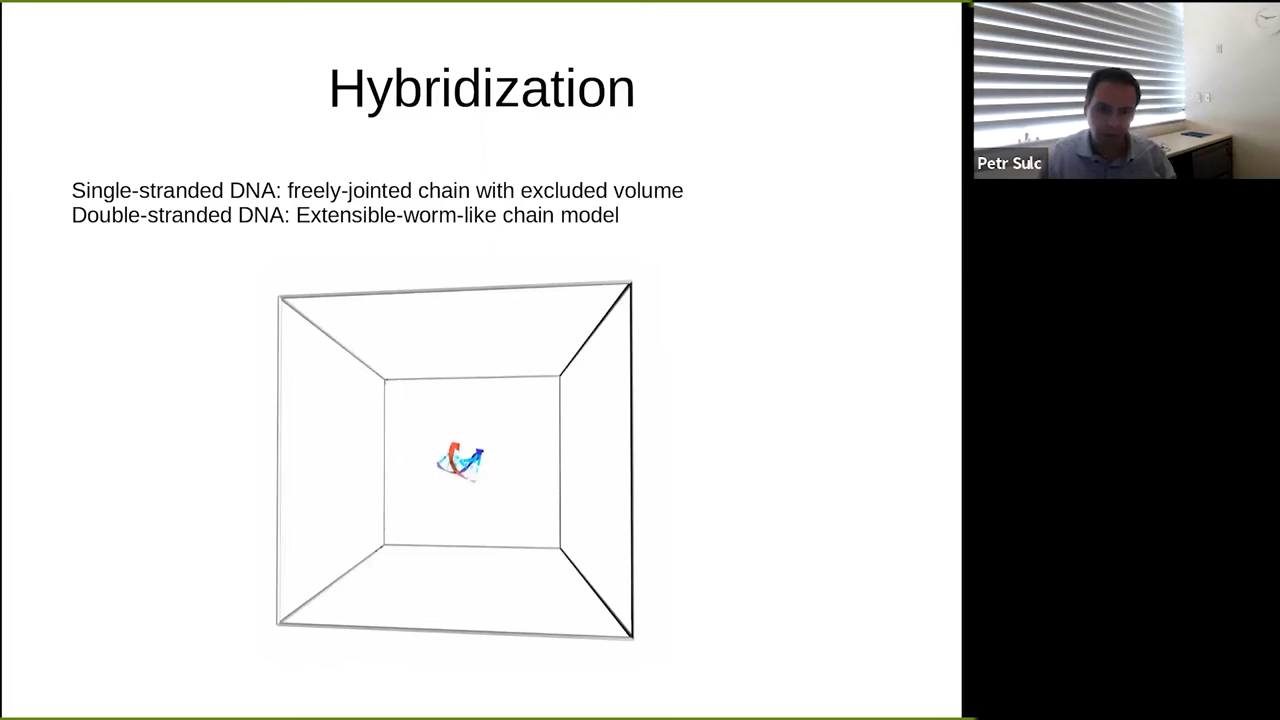 Hybridization
Single-stranded DNA: freely-jointed chain with excluded volume
Double-stranded DNA: Extensible-worm-like chain model
Petr Sulc